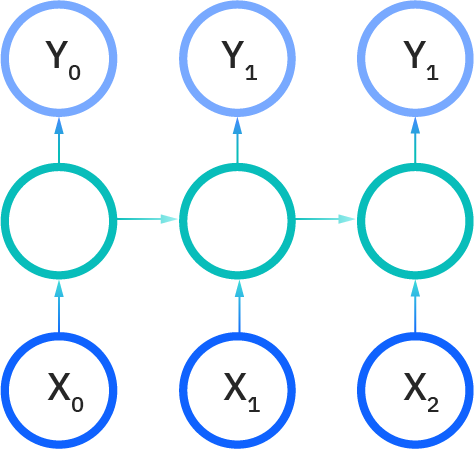 Y₀ Y₁ Y₁
X₀ X₁ X₂